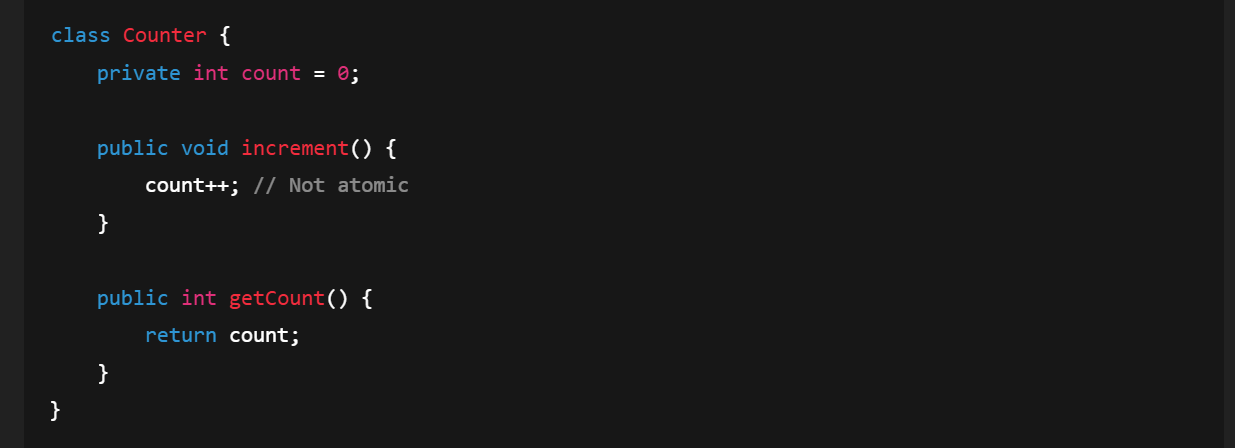 class Counter {
    private int count = 0;

    public void increment() {
        count++; // Not atomic
    }

    public int getCount() {
        return count;
    }
}